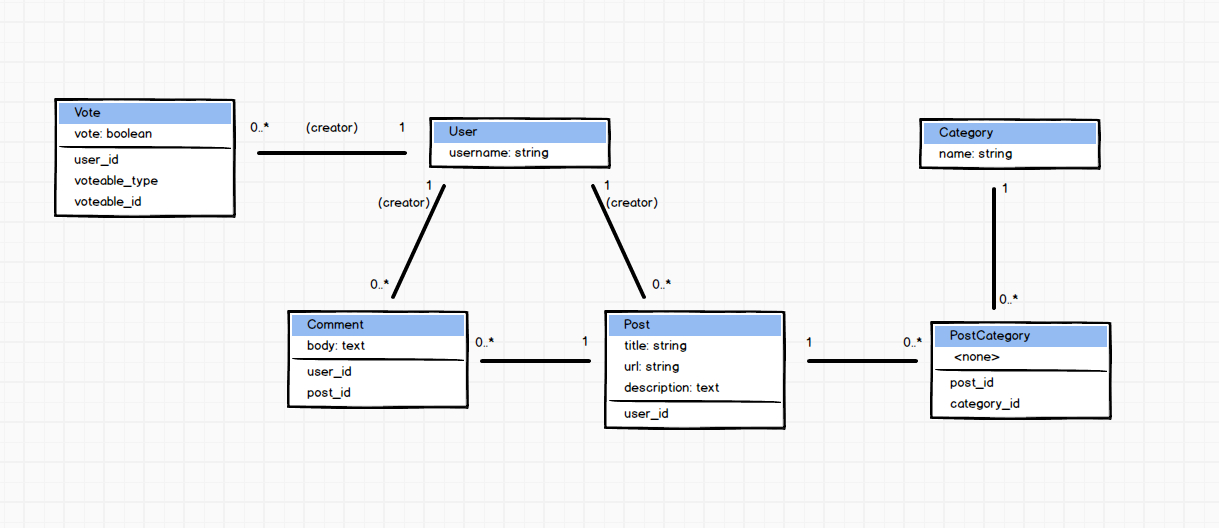 Vote
vote: boolean
user_id
voteable_type
voteable_id
0..* (creator) 1
User
username: string
Category
name: string
1
(creator)
1
(creator)
1
0..*
0..*
0..*
Comment
body: text
user_id
post_id
0..* 1
Post
title: string
url: string
description: text
user_id
1 0..*
PostCategory
<none>
post_id
category_id